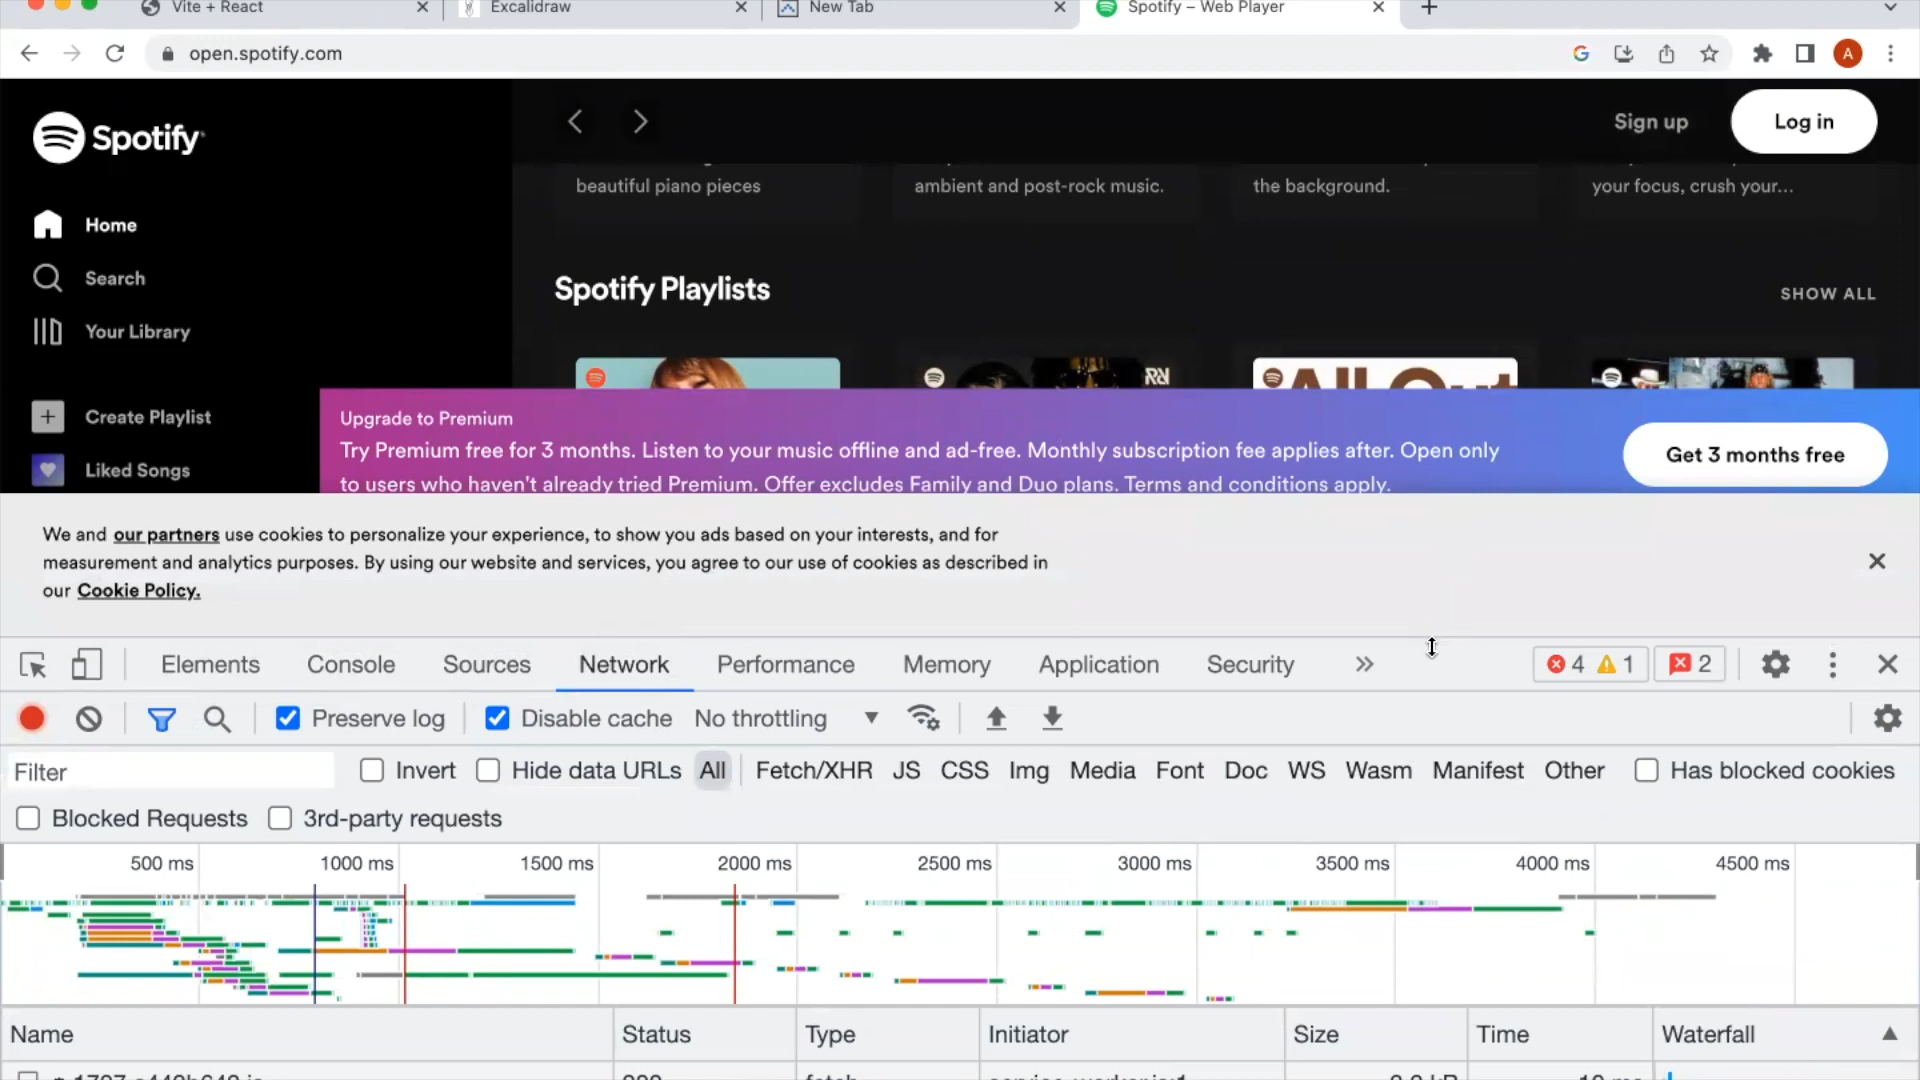 Vite + React
Excalidraw
New Tab
Spotify – Web Player
open.spotify.com
A
Spotify
Sign up
Log in
beautiful piano pieces
ambient and post-rock music.
the background.
your focus, crush your...
Home
Search
Your Library
Create Playlist
Liked Songs
Spotify Playlists
SHOW ALL
All Out
Upgrade to Premium
Try Premium free for 3 months. Listen to your music offline and ad-free. Monthly subscription fee applies after. Open only
to users who haven't already tried Premium. Offer excludes Family and Duo plans. Terms and conditions apply.
Get 3 months free
We and our partners use cookies to personalize your experience, to show you ads based on your interests, and for
measurement and analytics purposes. By using our website and services, you agree to our use of cookies as described in
our Cookie Policy.
Elements Console Sources Network Performance Memory Application Security 4 1 2
Preserve log Disable cache No throttling
Filter Invert Hide data URLs All Fetch/XHR JS CSS Img Media Font Doc WS Wasm Manifest Other Has blocked cookies
Blocked Requests 3rd-party requests
500 ms 1000 ms 1500 ms 2000 ms 2500 ms 3000 ms 3500 ms 4000 ms 4500 ms
Name Status Type Initiator Size Time Waterfall